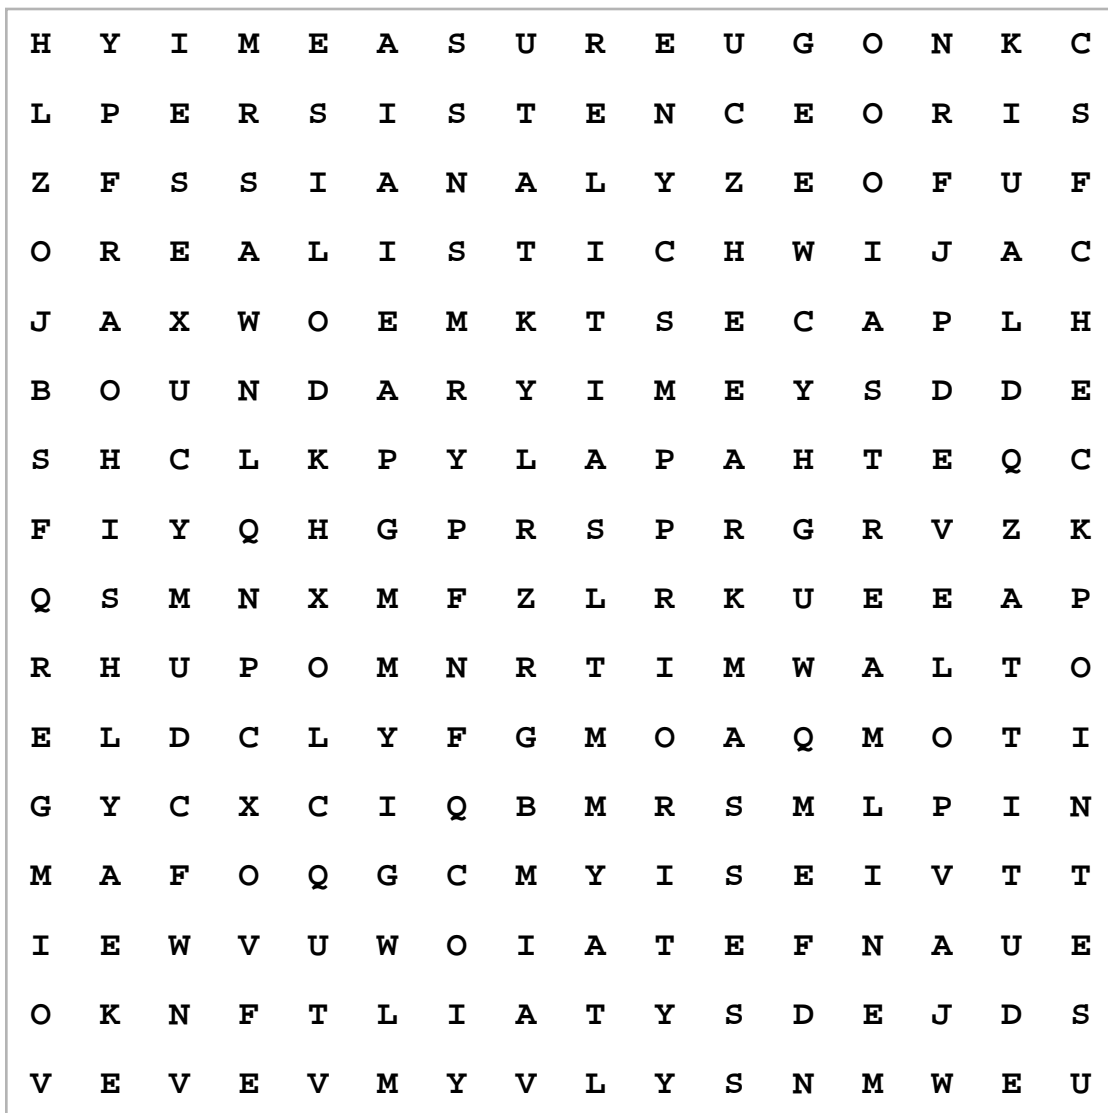 H Y I M E A S U R E U G O N K C
L P E R S I S T E N C E O R I S
Z F S S I A N A L Y Z E O F U F
O R E A L I S T I C H W I J A C
J A X W O E M K T S E C A P L H
B O U N D A R Y I M E Y S D D E
S H C L K P Y L A P A H T E Q C
F I Y Q H G P R S P R G R V Z K
Q S M N X M F Z L R K U E E A P
R H U P O M N R T I M W A L T O
E L D C L Y F G M O A Q M O T I
G Y C X C I Q B M R S M L P I N
M A F O Q G C M Y I S E I V T T
I E W V U W O I A T E F N A U E
O K N F T L I A T Y S D E J D S
V E V E V M Y V L Y S N M W E U